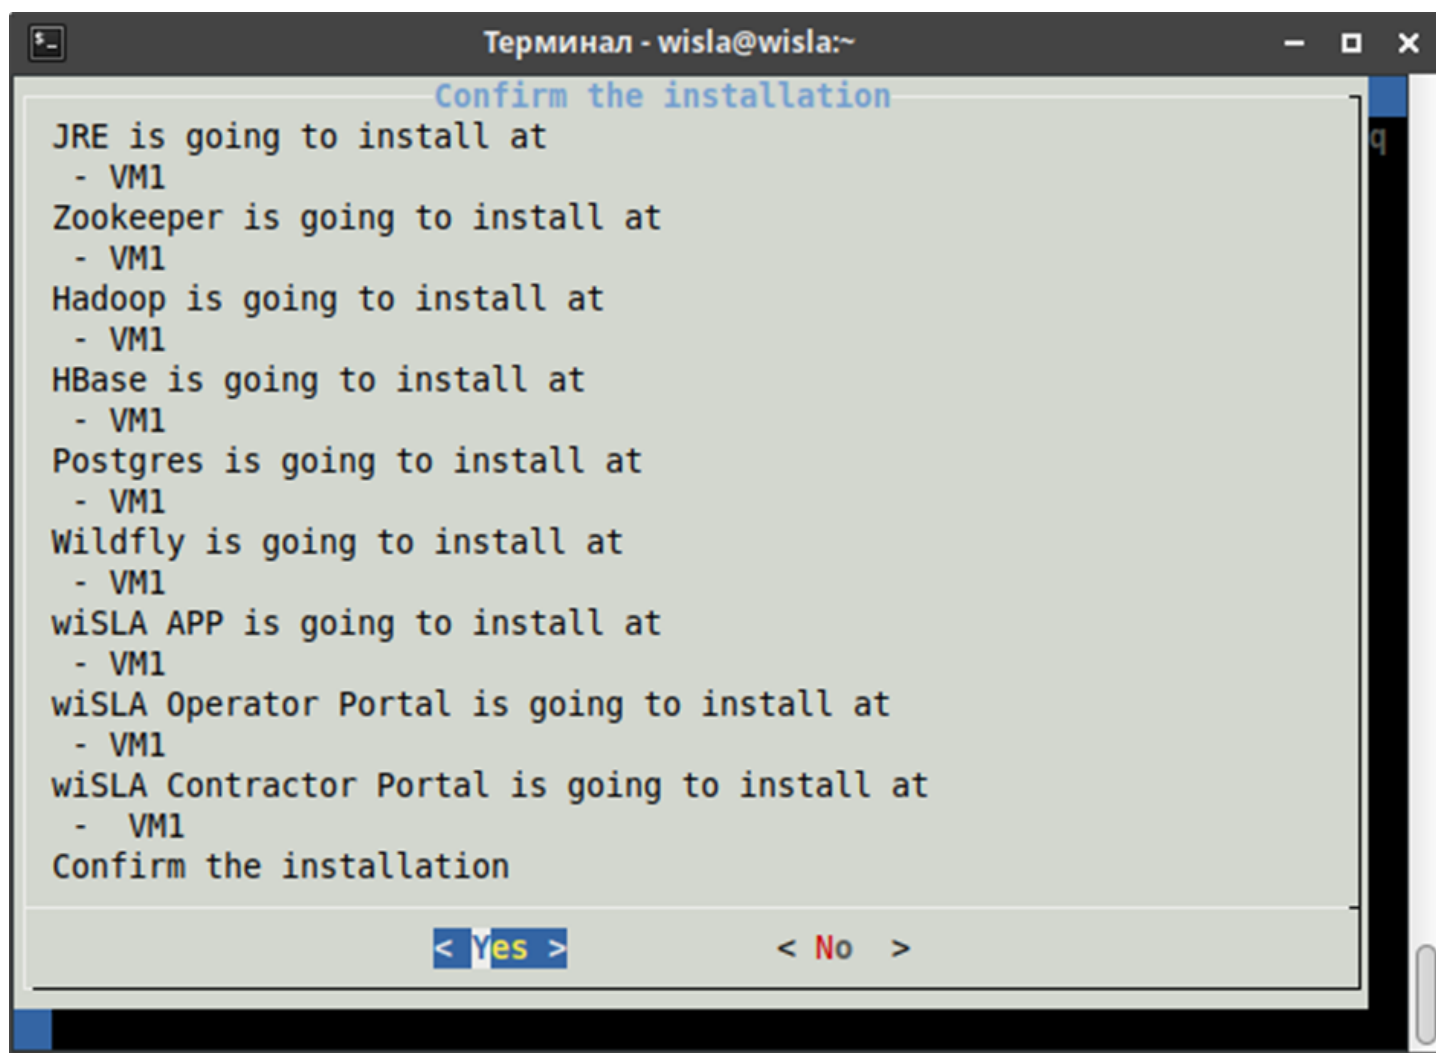 Терминал - wisla@wisla:~
Confirm the installation
q
JRE is going to install at
- VM1
Zookeeper is going to install at
- VM1
Hadoop is going to install at
- VM1
HBase is going to install at
- VM1
Postgres is going to install at
- VM1
Wildfly is going to install at
- VM1
wiSLA APP is going to install at
- VM1
wiSLA Operator Portal is going to install at
- VM1
wiSLA Contractor Portal is going to install at
-  VM1
Confirm the installation
< Yes > < No  >